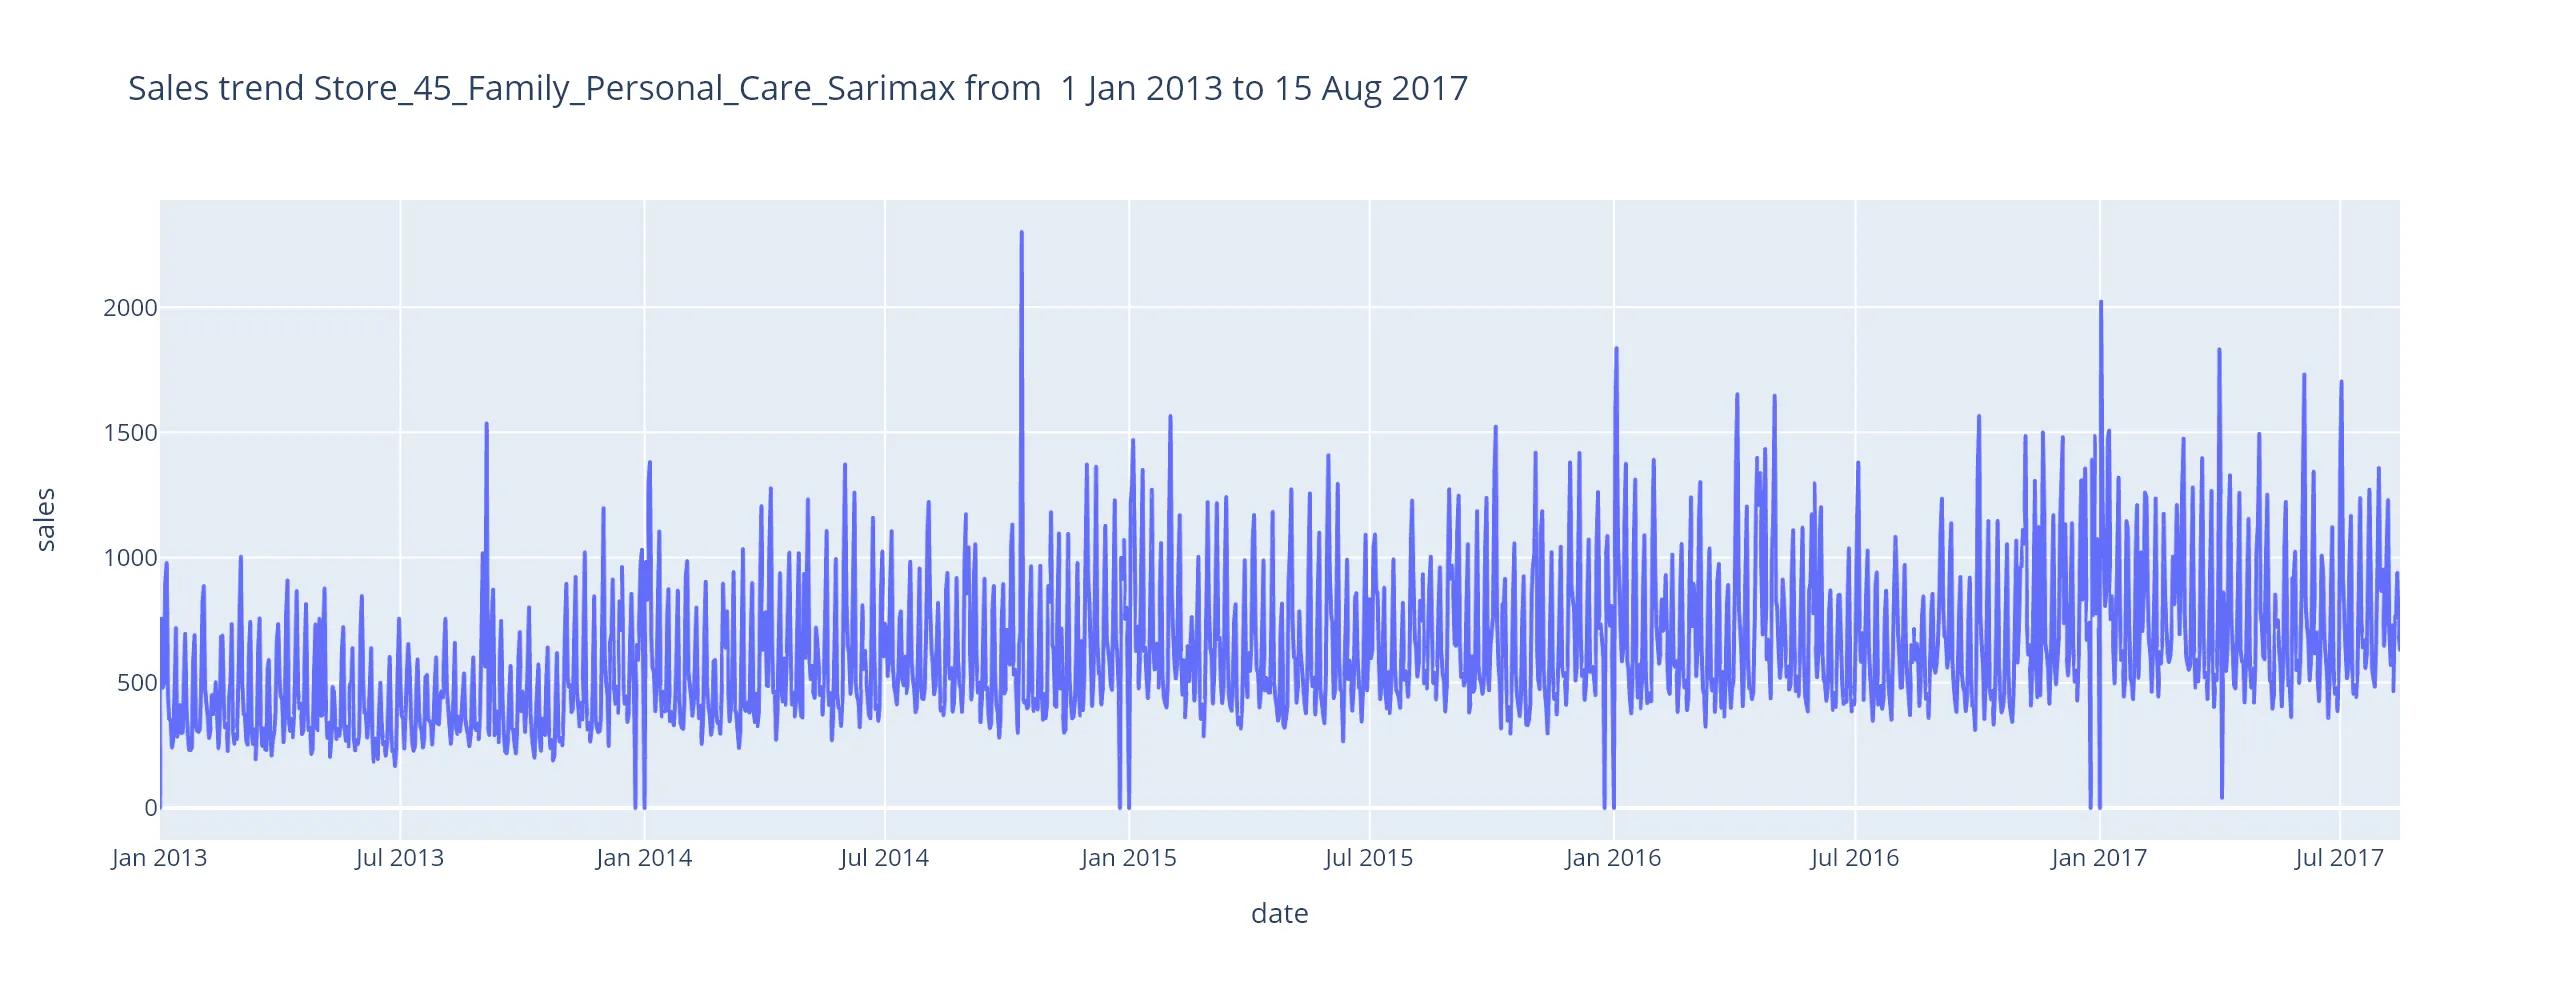 Sales trend Store_45_Family_Personal_Care_Sarimax from  1 Jan 2013 to 15 Aug 2017
2000
1500
1000
500
0
sales
Jan 2013 Jul 2013 Jan 2014 Jul 2014 Jan 2015 Jul 2015 Jan 2016 Jul 2016 Jan 2017 Jul 2017
date